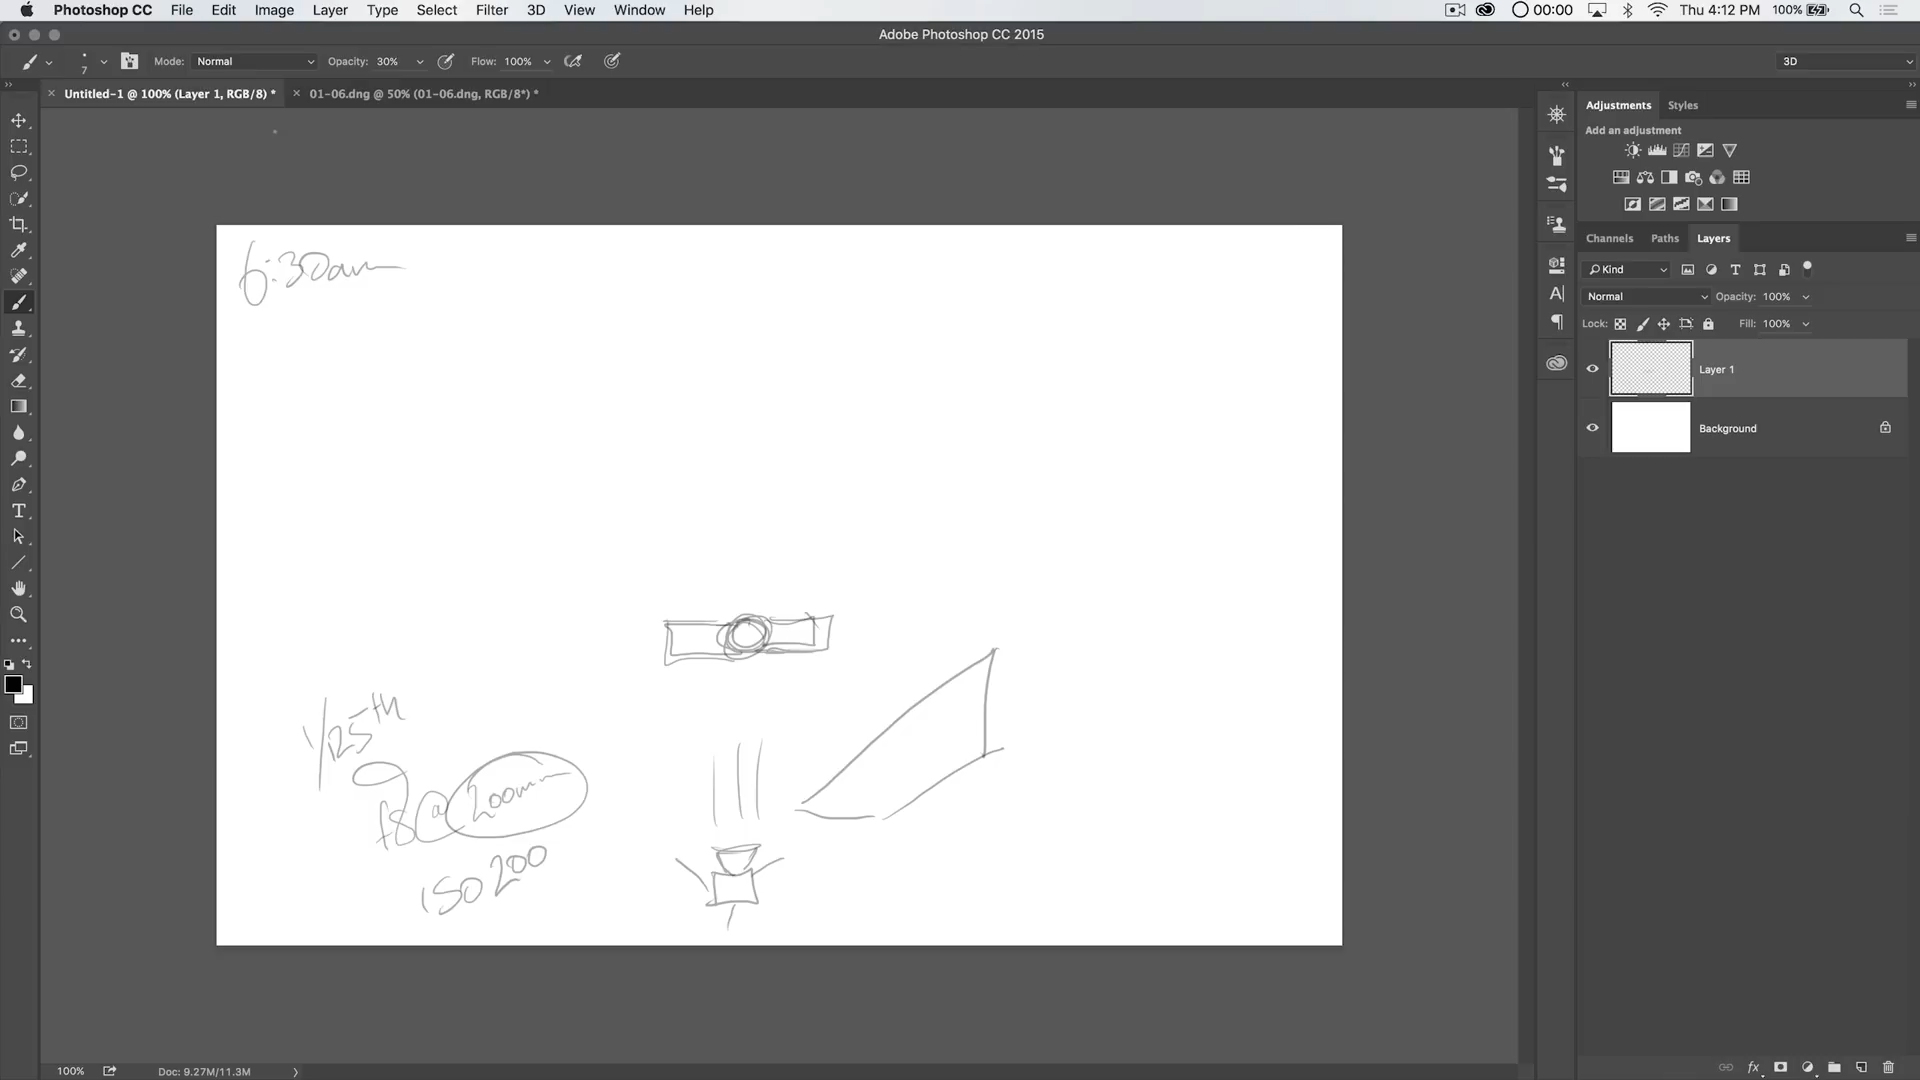 Photoshop CC File Edit Image Layer Type Select Filter 3D View Window Help 00:00 Thu 4:12 PM 100%
Adobe Photoshop CC 2015
7 Mode: Normal Opacity: 30% Flow: 100% 3D
Untitled-1 @ 100% (Layer 1, RGB/8) * 01-06.dng @ 50% (01-06.dng, RGB/8*) *
Adjustments Styles
Add an adjustment
Channels Paths Layers
Kind
Normal Opacity: 100%
Lock: Fill: 100%
Layer 1
Background
6:30am
1/125th
f8 @ 200mm
ISO 200
100% Doc: 9.27M/11.3M